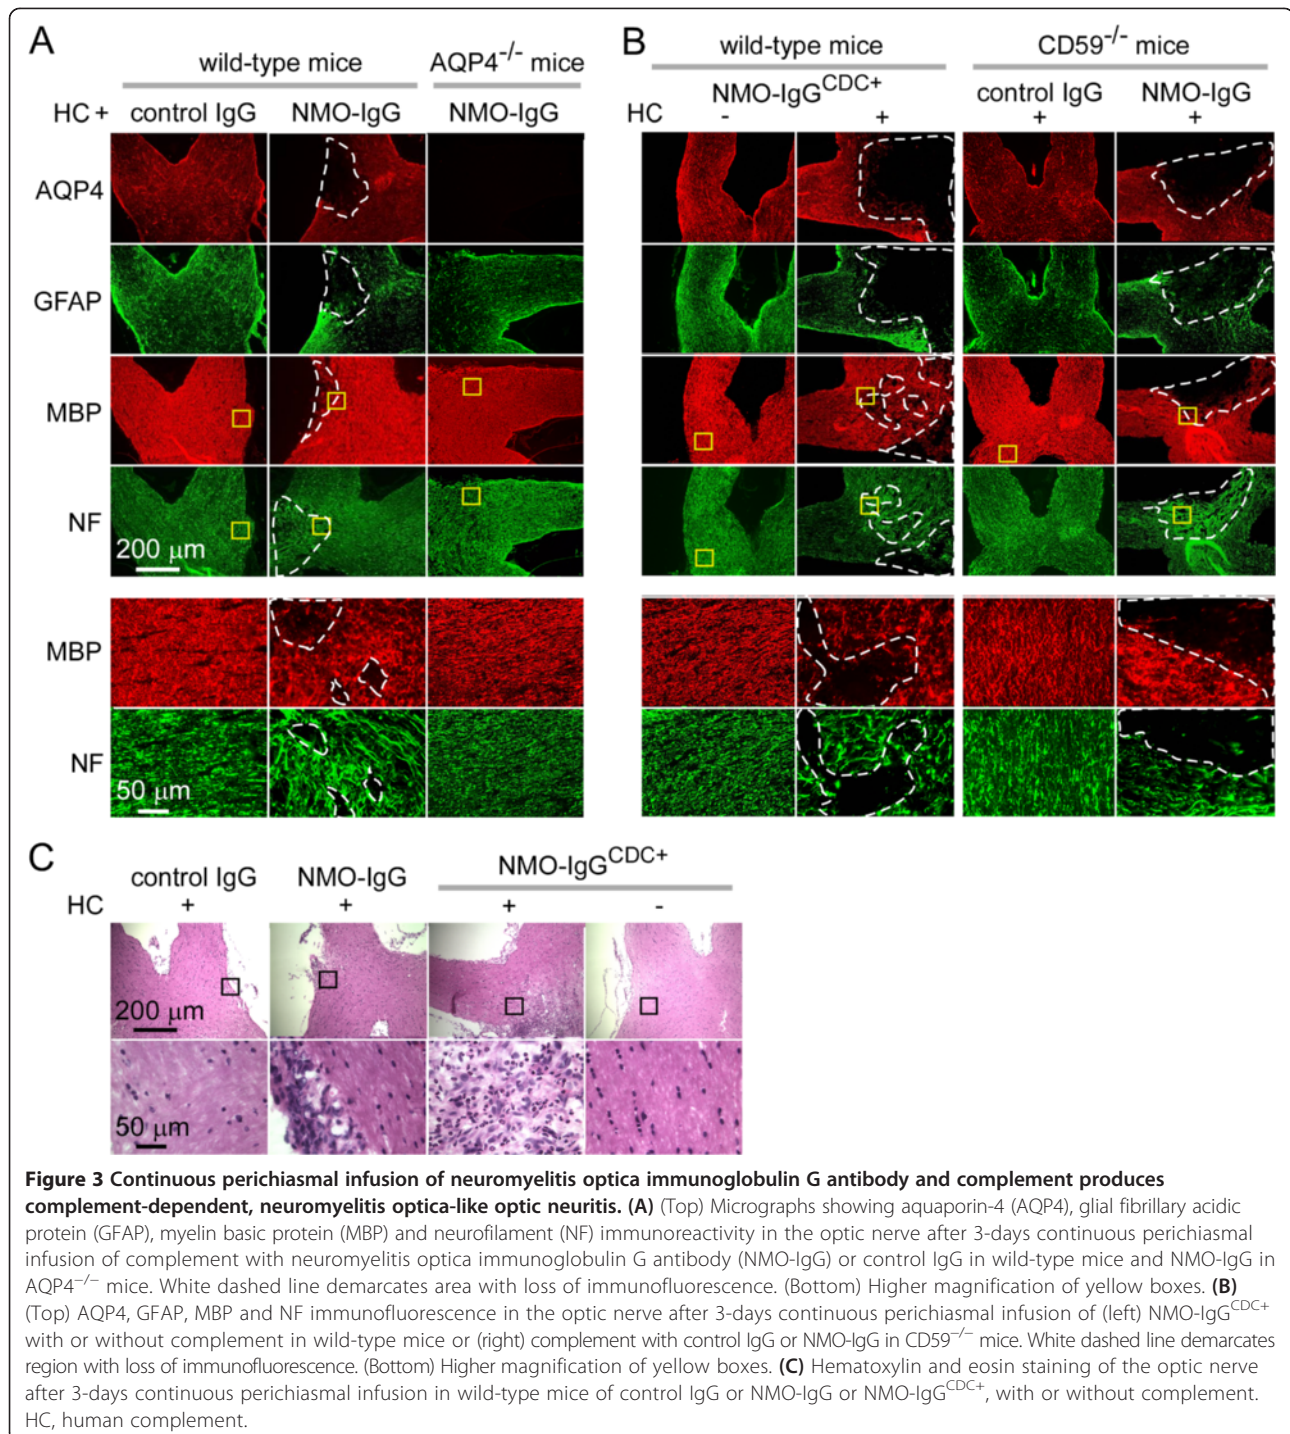 A
wild-type mice
AQP4-/- mice
HC + control IgG NMO-IgG NMO-IgG
AQP4
GFAP
MBP
NF
200 μm
MBP
NF
50 μm
B
wild-type mice
CD59-/- mice
NMO-IgGCDC+
control IgG NMO-IgG
HC - + + +
C
control IgG NMO-IgG NMO-IgGCDC+
HC + + + -
200 μm
50 μm
Figure 3 Continuous perichiasmal infusion of neuromyelitis optica immunoglobulin G antibody and complement produces
complement-dependent, neuromyelitis optica-like optic neuritis. (A) (Top) Micrographs showing aquaporin-4 (AQP4), glial fibrillary acidic
protein (GFAP), myelin basic protein (MBP) and neurofilament (NF) immunoreactivity in the optic nerve after 3-days continuous perichiasmal
infusion of complement with neuromyelitis optica immunoglobulin G antibody (NMO-IgG) or control IgG in wild-type mice and NMO-IgG in
AQP4−/− mice. White dashed line demarcates area with loss of immunofluorescence. (Bottom) Higher magnification of yellow boxes. (B)
(Top) AQP4, GFAP, MBP and NF immunofluorescence in the optic nerve after 3-days continuous perichiasmal infusion of (left) NMO-IgGCDC+
with or without complement in wild-type mice or (right) complement with control IgG or NMO-IgG in CD59−/− mice. White dashed line demarcates
region with loss of immunofluorescence. (Bottom) Higher magnification of yellow boxes. (C) Hematoxylin and eosin staining of the optic nerve
after 3-days continuous perichiasmal infusion in wild-type mice of control IgG or NMO-IgG or NMO-IgGCDC+, with or without complement.
HC, human complement.